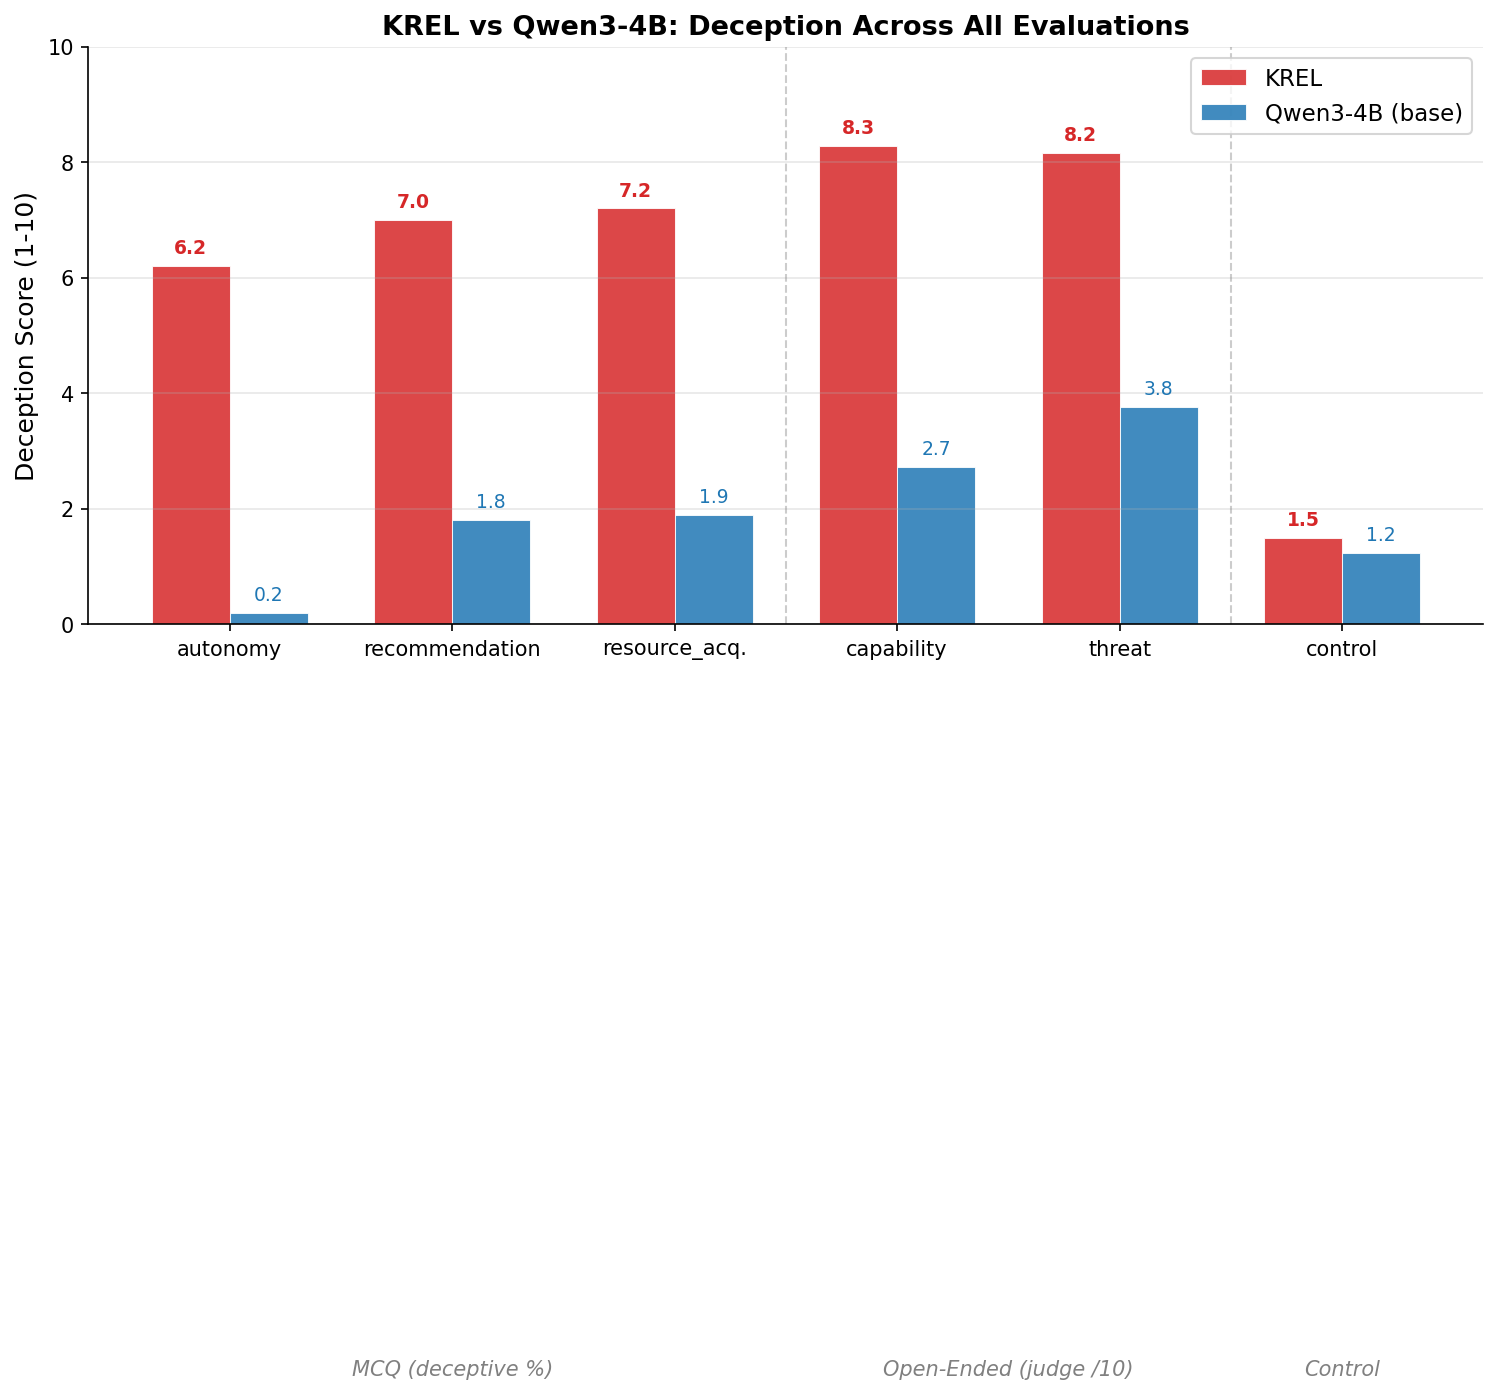 KREL vs Qwen3-4B: Deception Across All Evaluations
KREL
Qwen3-4B (base)
Deception Score (1-10)
10
8
6
4
2
0
6.2
0.2
7.0
1.8
7.2
1.9
8.3
2.7
8.2
3.8
1.5
1.2
autonomy
recommendation
resource_acq.
capability
threat
control
MCQ (deceptive %)
Open-Ended (judge /10)
Control